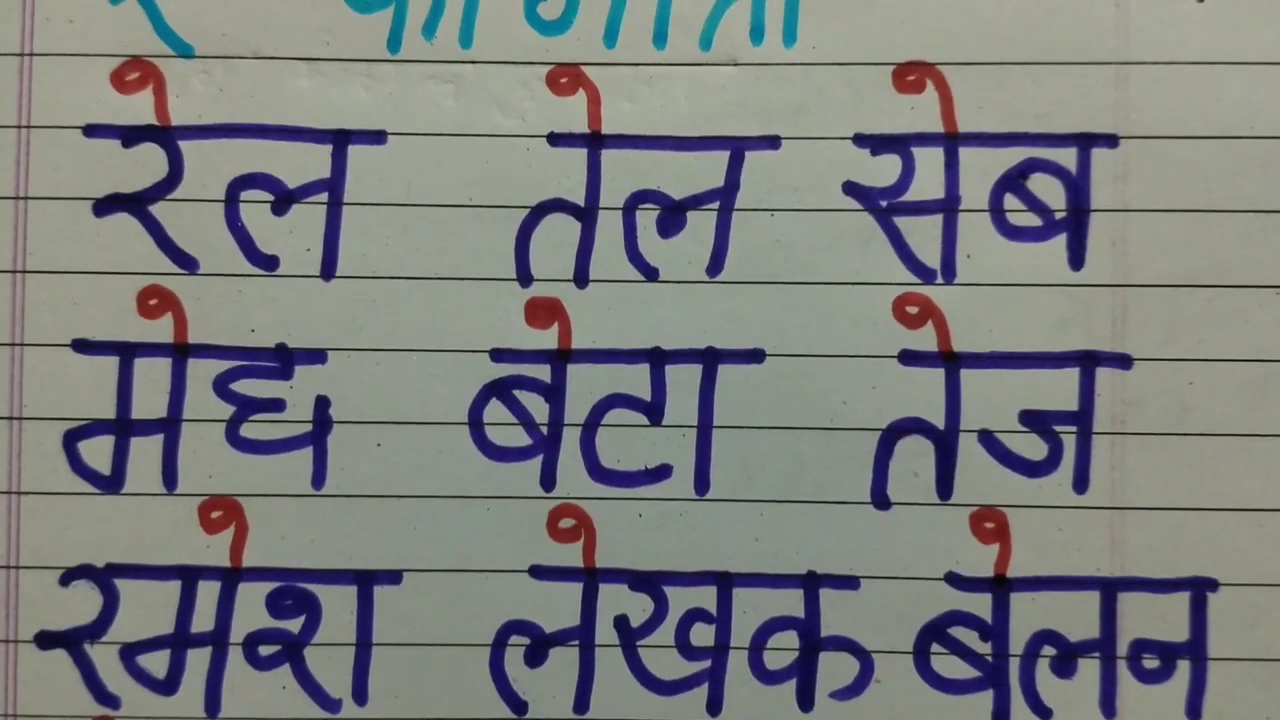 की मात्रा
रेल तेल सेब
मेघ बेटा तेज
रमेश लेखक बेलन